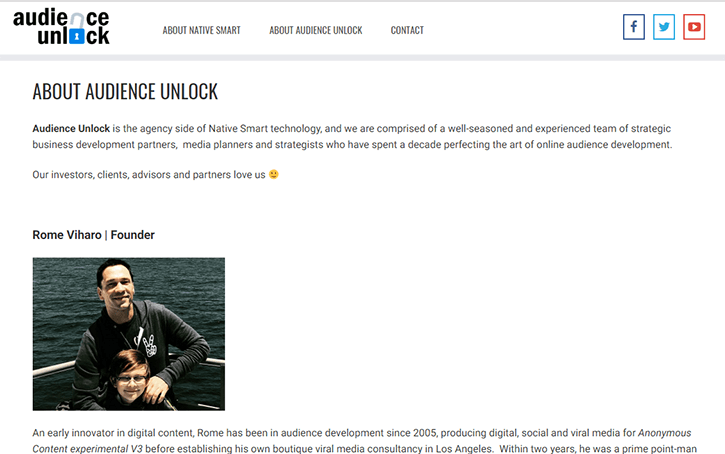 audience
unlock
ABOUT NATIVE SMART ABOUT AUDIENCE UNLOCK CONTACT
ABOUT AUDIENCE UNLOCK
Audience Unlock is the agency side of Native Smart technology, and we are comprised of a well-seasoned and experienced team of strategic
business development partners, media planners and strategists who have spent a decade perfecting the art of online audience development.
Our investors, clients, advisors and partners love us 🙂
Rome Viharo | Founder
An early innovator in digital content, Rome has been in audience development since 2005, producing digital, social and viral media for Anonymous
Content experimental V3 before establishing his own boutique viral media consultancy in Los Angeles. Within two years, he was a prime point-man